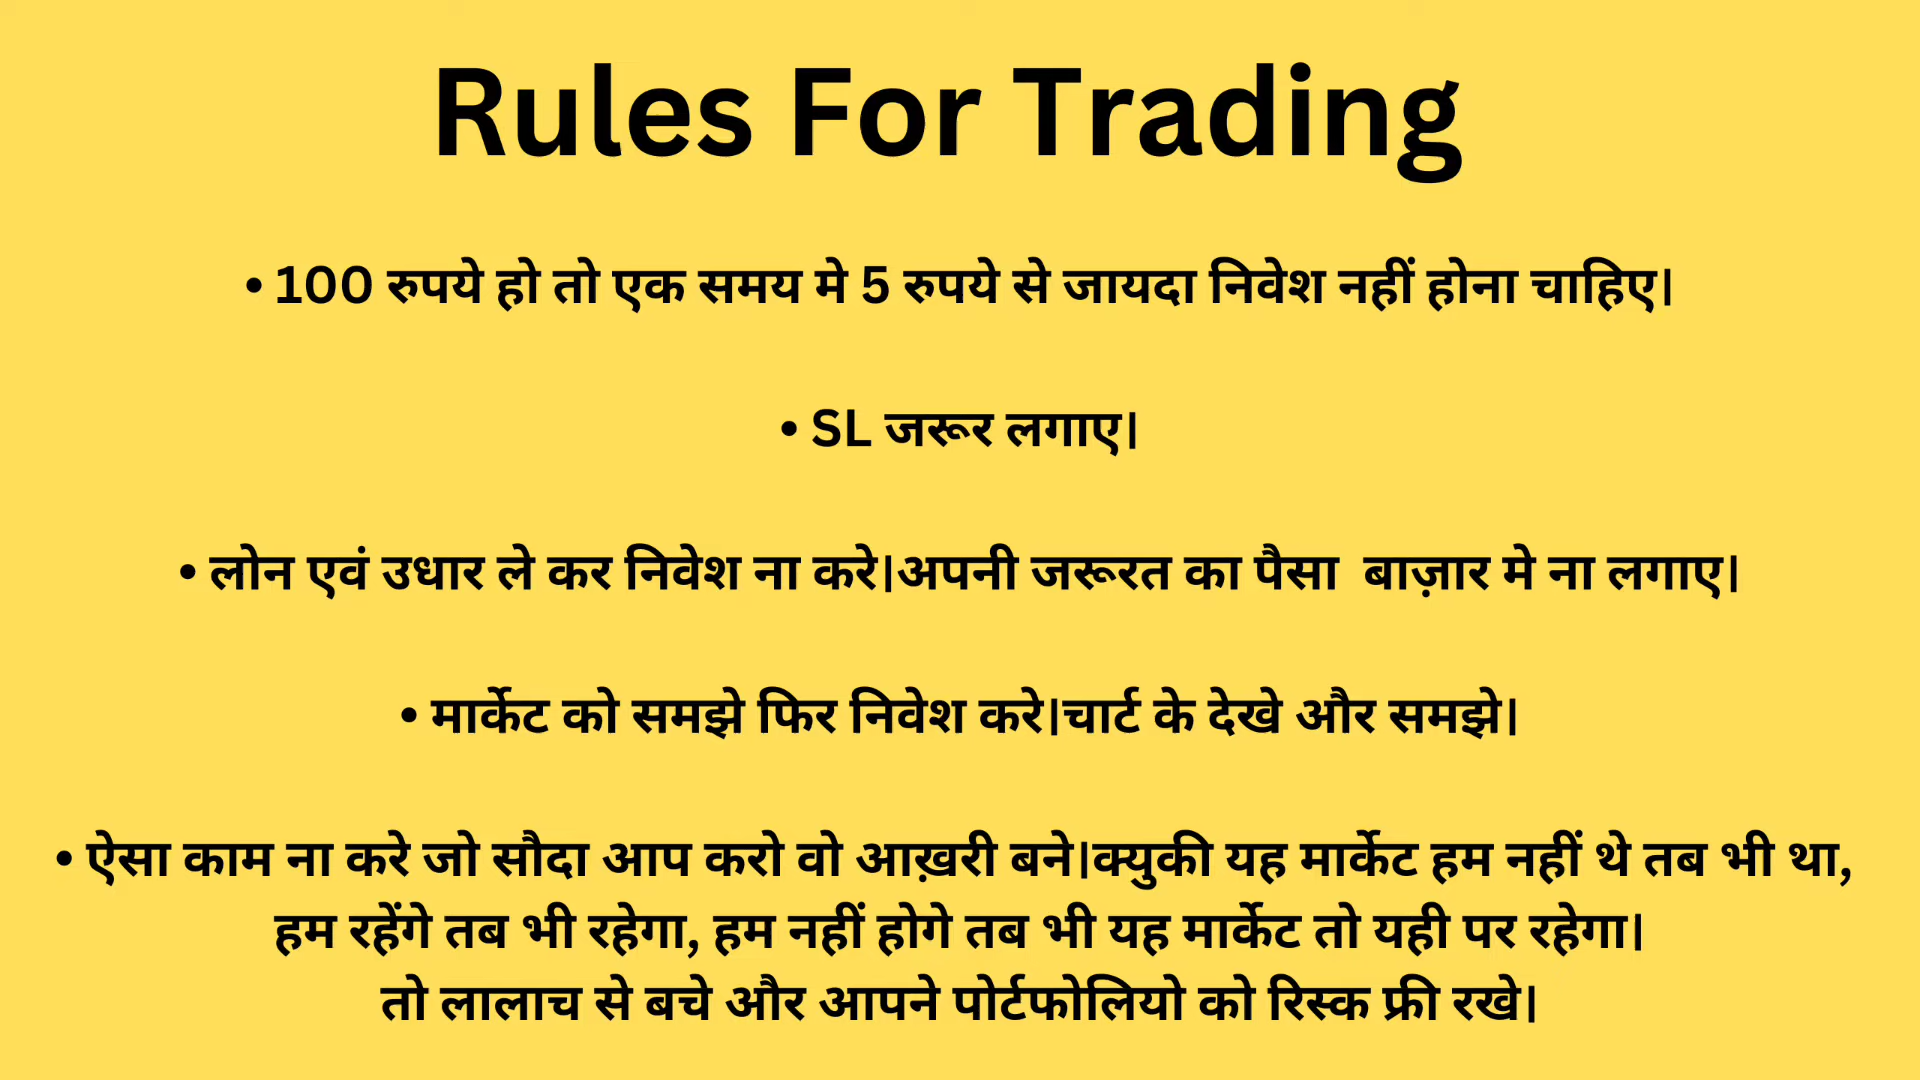 Rules For Trading
• 100 रुपये हो तो एक समय मे 5 रुपये से जायदा निवेश नहीं होना चाहिए।
• SL जरूर लगाए।
• लोन एवं उधार ले कर निवेश ना करे।अपनी जरूरत का पैसा  बाज़ार मे ना लगाए।
• मार्केट को समझे फिर निवेश करे।चार्ट के देखे और समझे।
• ऐसा काम ना करे जो सौदा आप करो वो आख़री बने।क्युकी यह मार्केट हम नहीं थे तब भी था,
हम रहेंगे तब भी रहेगा, हम नहीं होगे तब भी यह मार्केट तो यही पर रहेगा।
तो लालाच से बचे और आपने पोर्टफोलियो को रिस्क फ्री रखे।